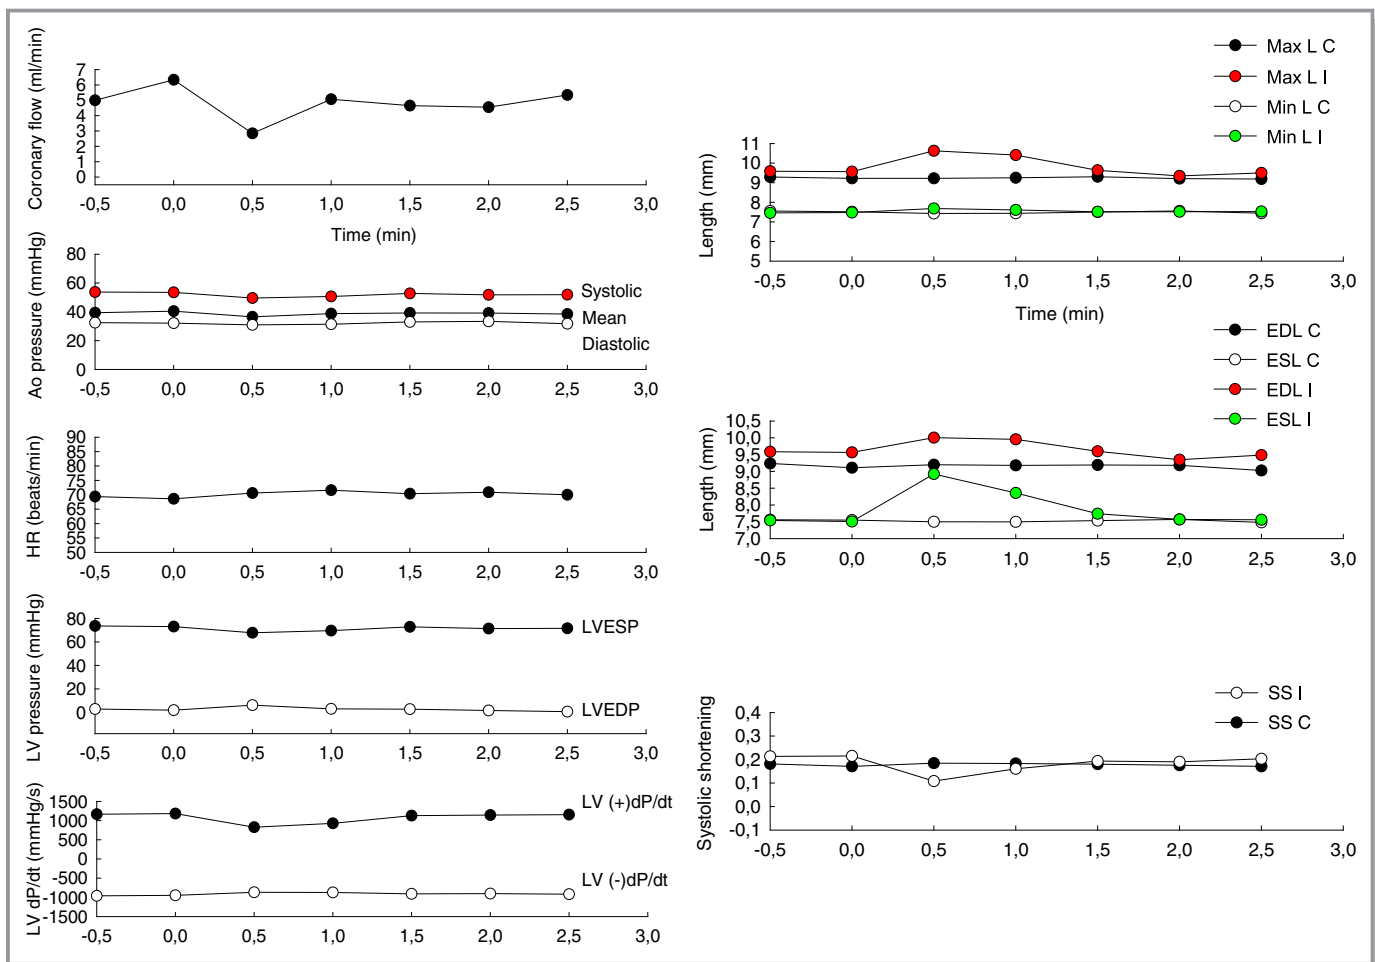 Coronary flow (ml/min)
7
6
5
4
3
2
1
0
-0,5 0,0 0,5 1,0 1,5 2,0 2,5 3,0
Time (min)
Ao pressure (mmHg)
80
60
40
20
0
Systolic
Mean
Diastolic
-0,5 0,0 0,5 1,0 1,5 2,0 2,5 3,0
HR (beats/min)
90
85
80
75
70
65
60
55
50
-0,5 0,0 0,5 1,0 1,5 2,0 2,5 3,0
LV pressure (mmHg)
80
60
40
20
0
LVESP
LVEDP
-0,5 0,0 0,5 1,0 1,5 2,0 2,5 3,0
LV dP/dt (mmHg/s)
1500
1000
500
0
-500
-1000
-1500
LV (+)dP/dt
LV (-)dP/dt
-0,5 0,0 0,5 1,0 1,5 2,0 2,5 3,0
Max L C
Max L I
Min L C
Min L I
Length (mm)
11
10
9
8
7
6
5
-0,5 0,0 0,5 1,0 1,5 2,0 2,5 3,0
Time (min)
EDL C
ESL C
EDL I
ESL I
Length (mm)
10,5
10,0
9,5
9,0
8,5
8,0
7,5
7,0
-0,5 0,0 0,5 1,0 1,5 2,0 2,5 3,0
SS I
SS C
Systolic shortening
0,4
0,3
0,2
0,1
0,0
-0,1
-0,5 0,0 0,5 1,0 1,5 2,0 2,5 3,0